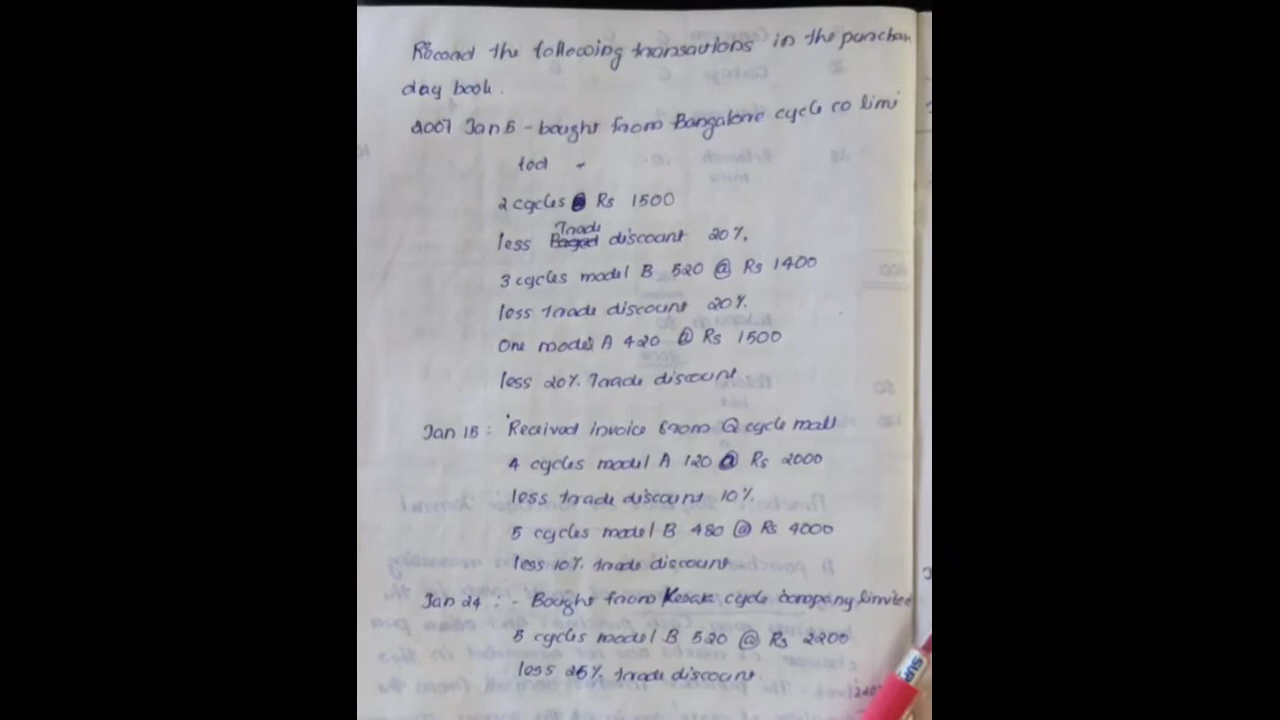 Record the following transactions in the purchas
day book.
2007 Jan 5 - bought from Bangalore cycle co limi
ted -
2 cycles @ Rs 1500
less Trade discount 20%.
3 cycles model B 520 @ Rs 1400
less trade discount 20%.
One model A 420 @ Rs 1500
less 20% Trade discount
Jan 15 : Received invoice from Q cycle mall
4 cycles model A 120 @ Rs 2000
less trade discount 10%.
5 cycles model B 480 @ Rs 4000
less 10% trade discount
Jan 24 : - Bought from cycle company limited
5 cycles model B 520 @ Rs 2200
less 25% trade discount.